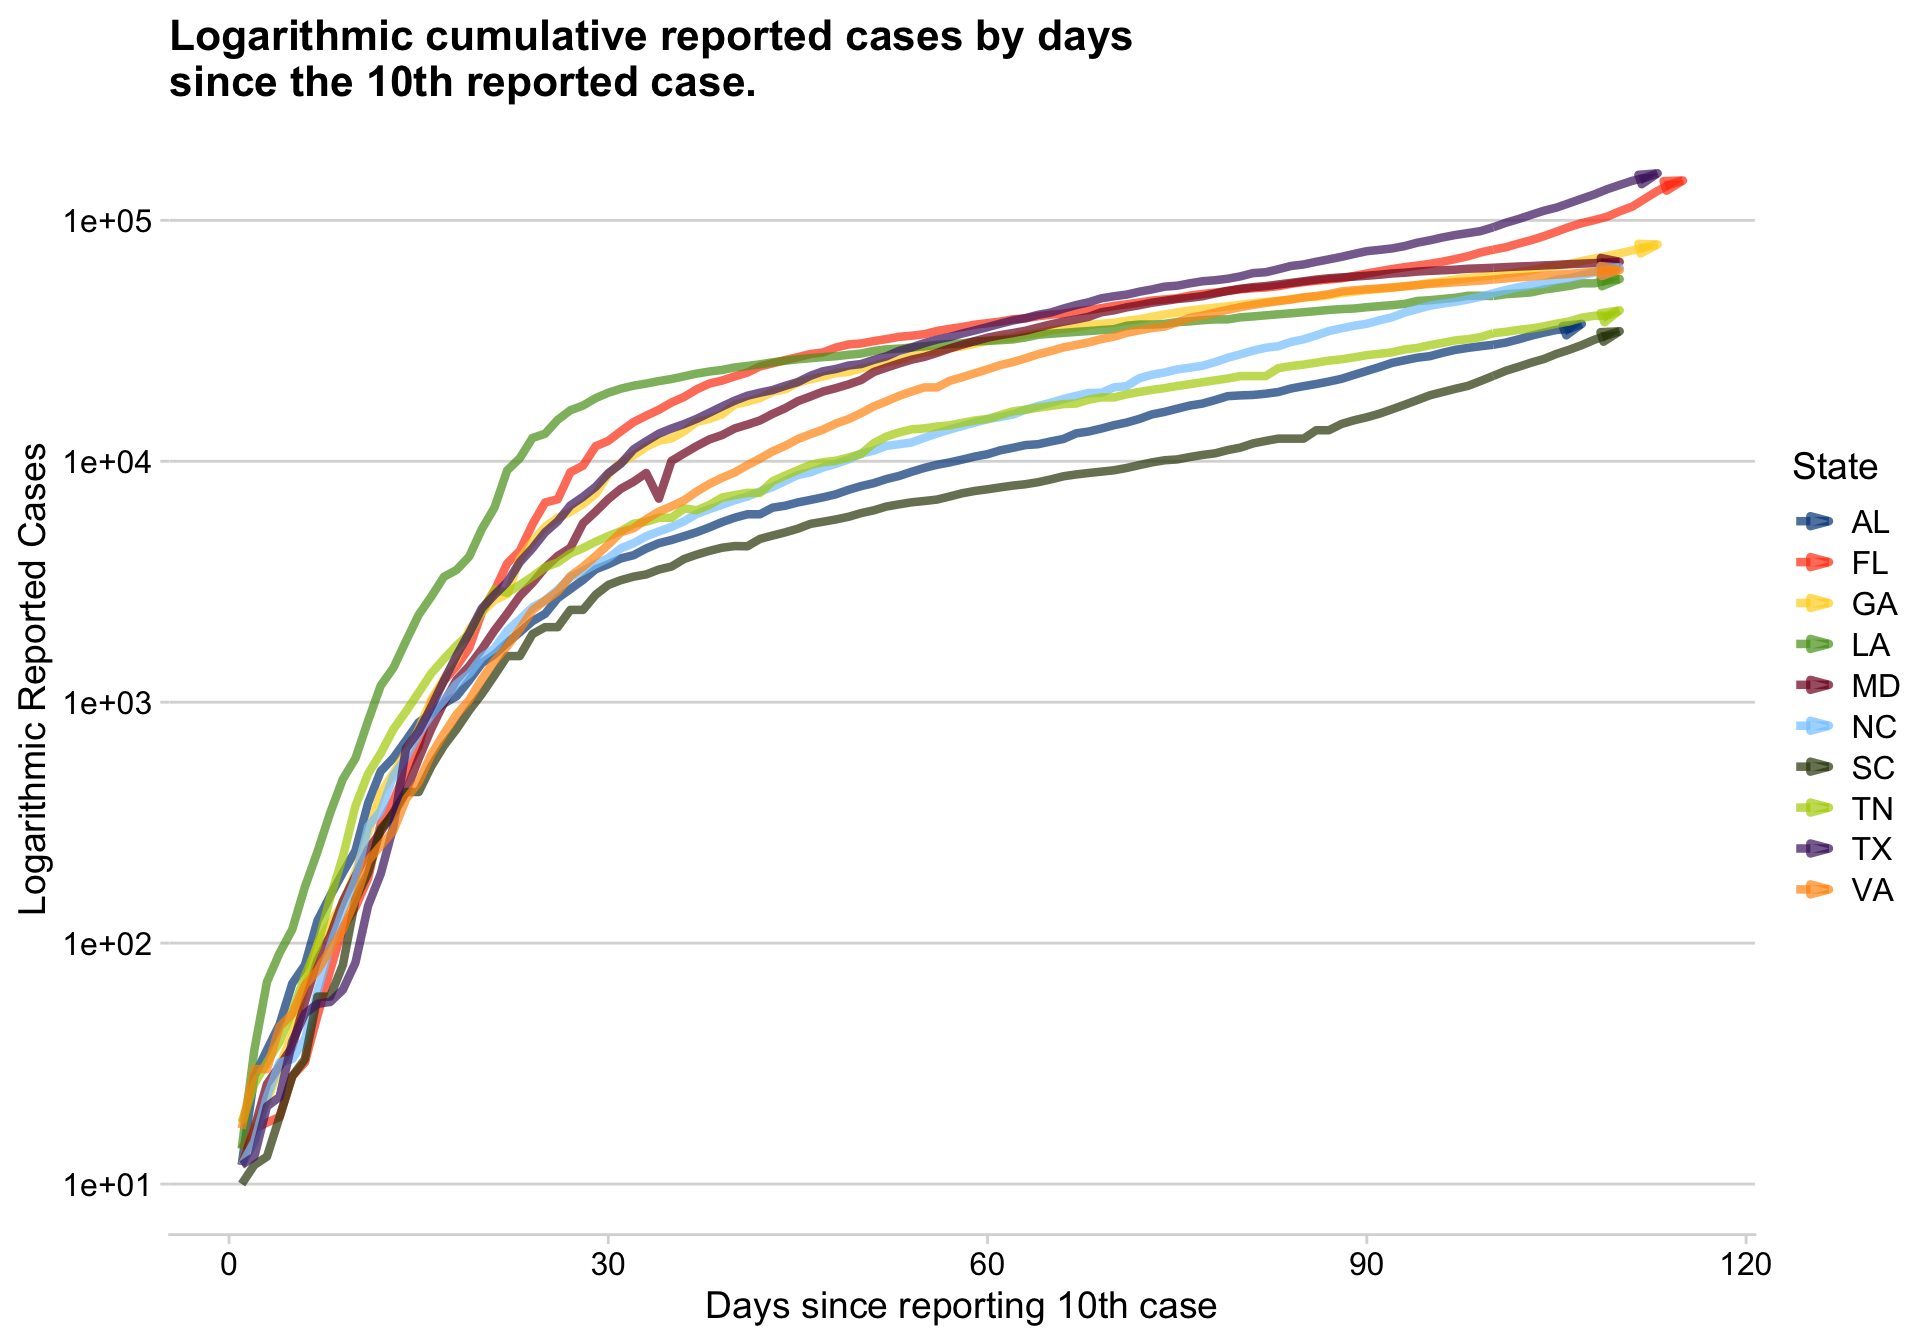 Logarithmic cumulative reported cases by days
since the 10th reported case.
Logarithmic Reported Cases
1e+05
1e+04
1e+03
1e+02
1e+01
0
30
60
90
120
Days since reporting 10th case
State
AL
FL
GA
LA
MD
NC
SC
TN
TX
VA